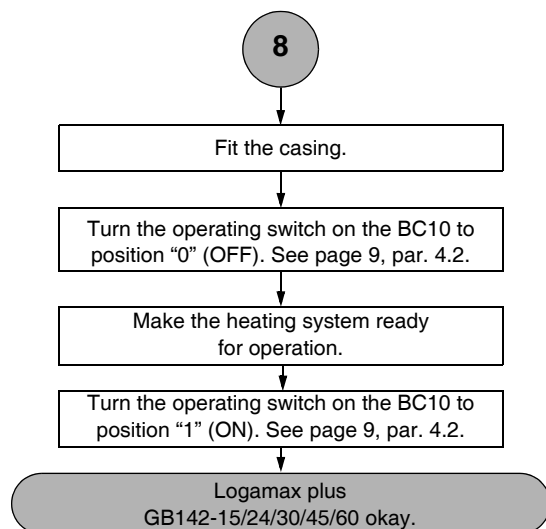 8
Fit the casing.
Turn the operating switch on the BC10 to
position “0” (OFF). See page 9, par. 4.2.
Make the heating system ready
for operation.
Turn the operating switch on the BC10 to
position “1” (ON). See page 9, par. 4.2.
Logamax plus
GB142-15/24/30/45/60 okay.